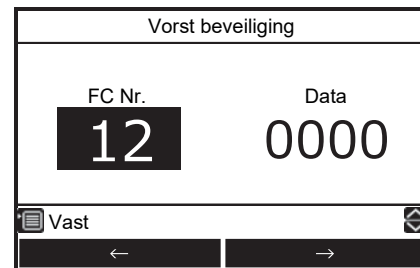 Vorst beveiliging
FC Nr. Data
12 0000
Vast
← →